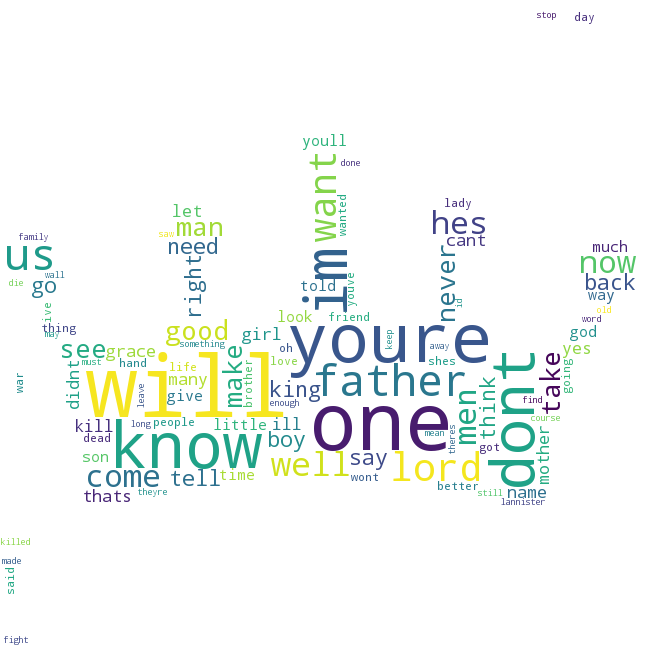 stop day
youll
done
want
wanted
lady
let
hes
man
saw
cant
family
us
need
much
wall
now
die
go
right
im
told
youve
never
id
back
way
old
live
look
friend
word
thing
may
good
girl
youre
keep
god
something
oh
away
yes
see
grace
must
hand
love
shes
didnt
life
many
make
brother
father
going
take
dont
war
will
leave
give
king
enough
one
men
think
find
kill
long
people
little
ill
course
dead
know
boy
mean
theres
got
mother
son
well
say
lord
come
tell
time
wont
better
still
name
thats
theyre
lannister
killed
made
said
fight